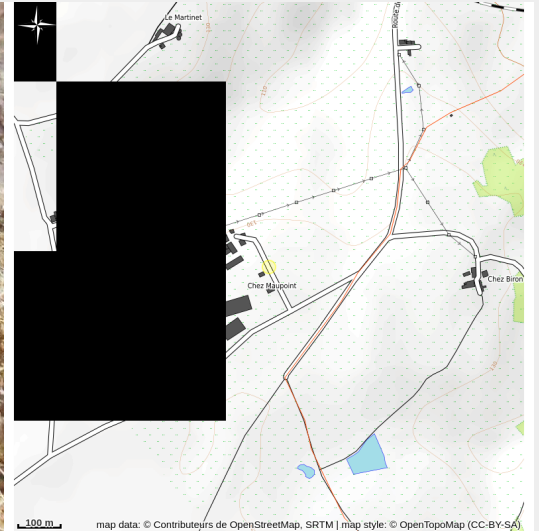 Le Martinet
Route d
Chez Maupoint
Chez Biron
100 m
map data: © Contributeurs de OpenStreetMap, SRTM | map style: © OpenTopoMap (CC-BY-SA)